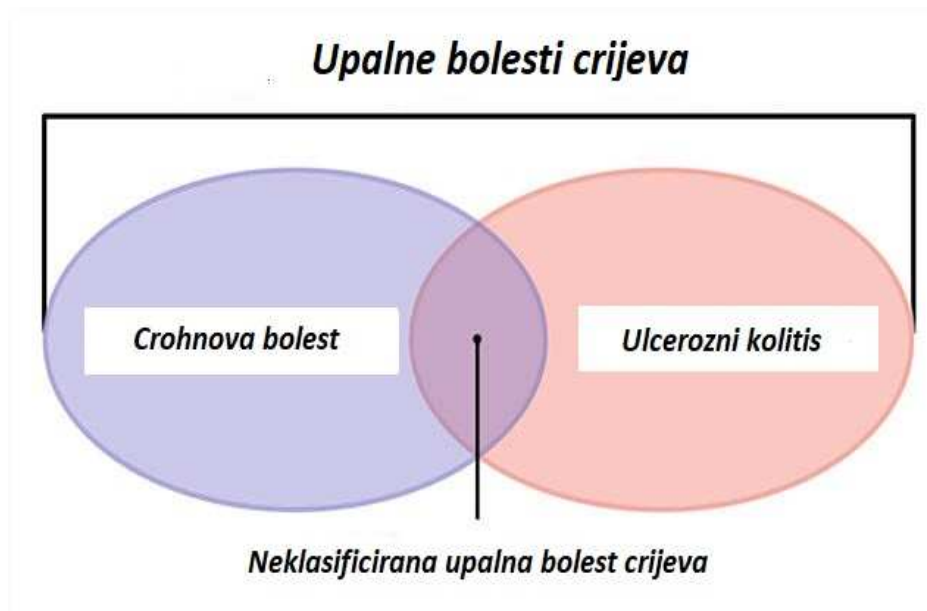 Upalne bolesti crijeva
Crohnova bolest
Ulcerozni kolitis
Neklasificirana upalna bolest crijeva